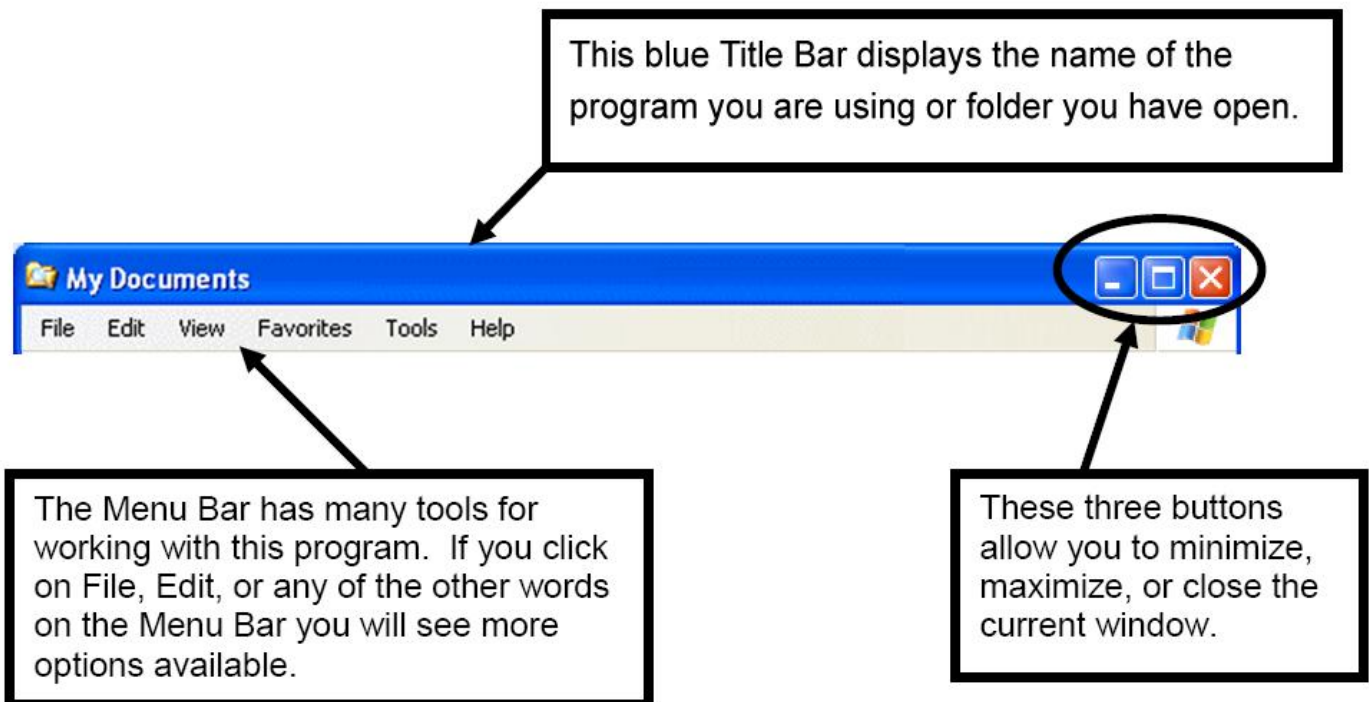 This blue Title Bar displays the name of the
program you are using or folder you have open.
My Documents
File Edit View Favorites Tools Help
The Menu Bar has many tools for
working with this program.  If you click
on File, Edit, or any of the other words
on the Menu Bar you will see more
options available.
These three buttons
allow you to minimize,
maximize, or close the
current window.